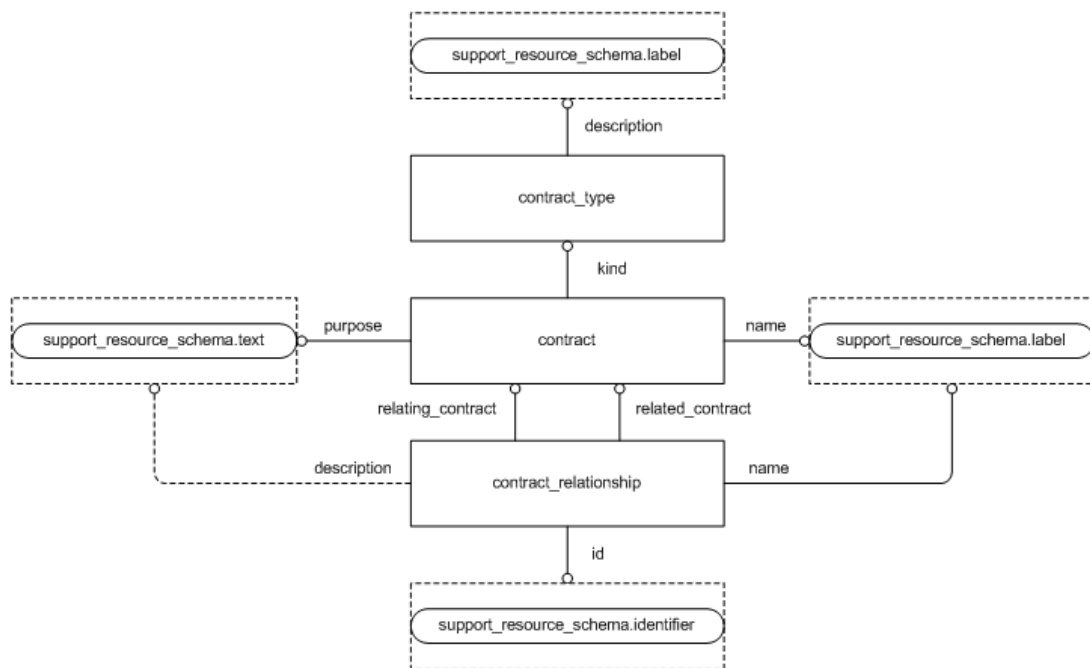 support_resource_schema.label
description
contract_type
kind
support_resource_schema.text
purpose
contract
name
support_resource_schema.label
relating_contract
related_contract
description
contract_relationship
name
id
support_resource_schema.identifier